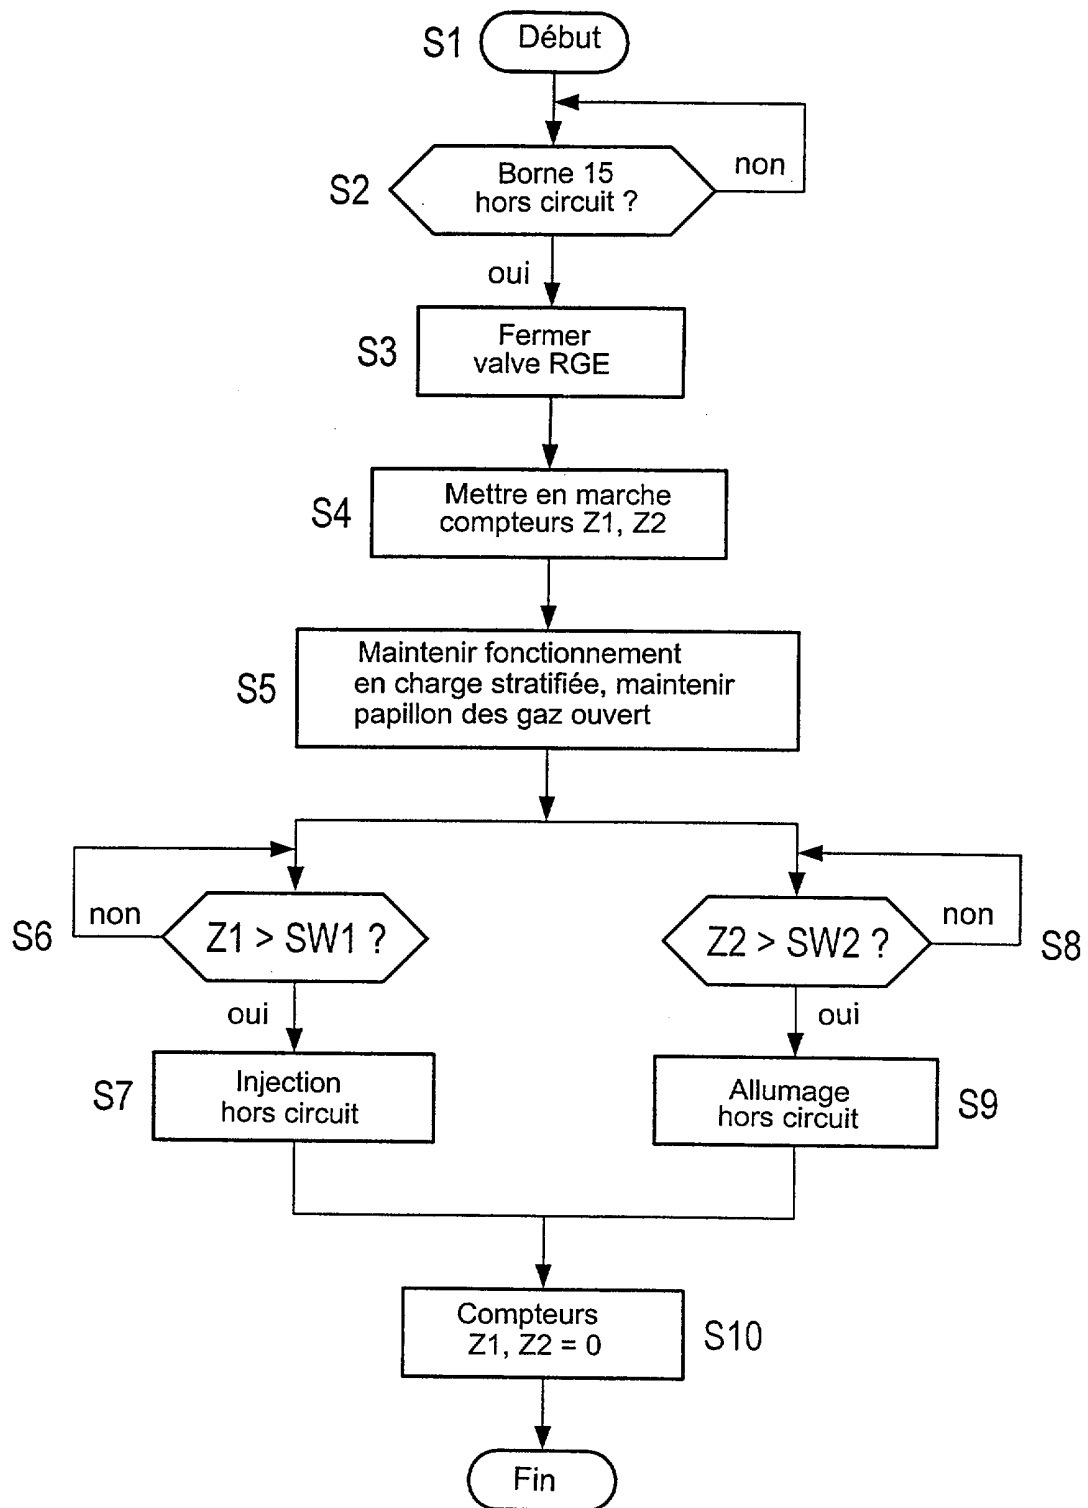 S1
Début
S2
Borne 15
hors circuit ?
non
oui
S3
Fermer
valve RGE
S4
Mettre en marche
compteurs Z1, Z2
S5
Maintenir fonctionnement
en charge stratifiée, maintenir
papillon des gaz ouvert
S6
non
Z1 > SW1 ?
oui
Z2 > SW2 ?
non
S8
oui
S7
Injection
hors circuit
Allumage
hors circuit
S9
Compteurs
Z1, Z2 = 0
S10
Fin